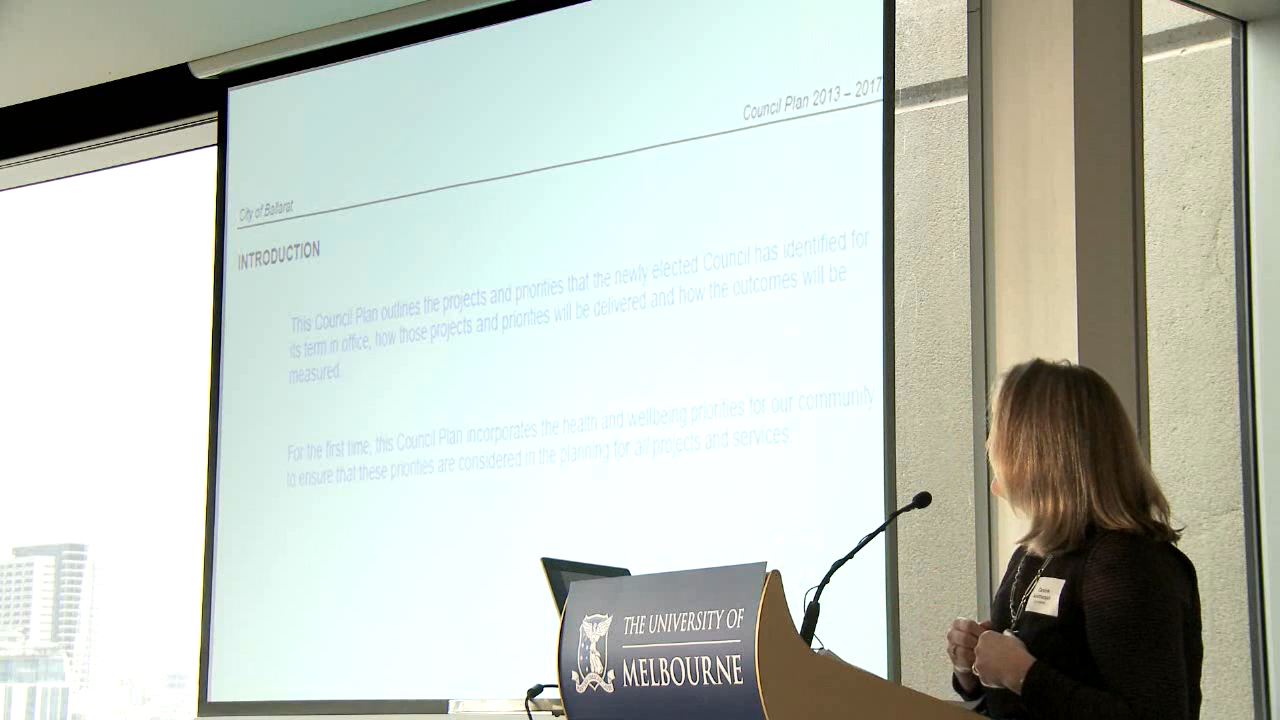 Council Plan 2013 – 2017
City of Ballarat
INTRODUCTION
This Council Plan outlines the projects and priorities that the newly elected Council has identified for
its term in office, how those projects and priorities will be delivered and how the outcomes will be
measured.
For the first time, this Council Plan incorporates the health and wellbeing priorities for our community
to ensure that these priorities are considered in the planning for all projects and services.
THE UNIVERSITY OF
MELBOURNE